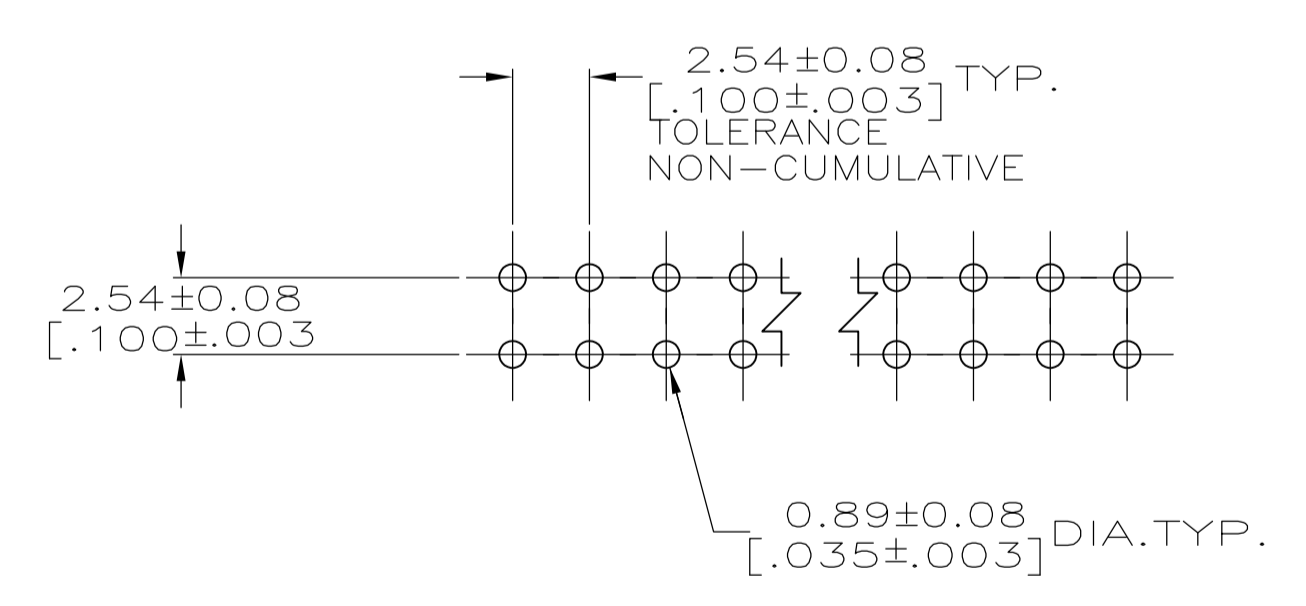 2.54±0.08
[.100±.003] TYP.
TOLERANCE
NON-CUMULATIVE
2.54±0.08
[.100±.003
0.89±0.08
[.035±.003] DIA.TYP.